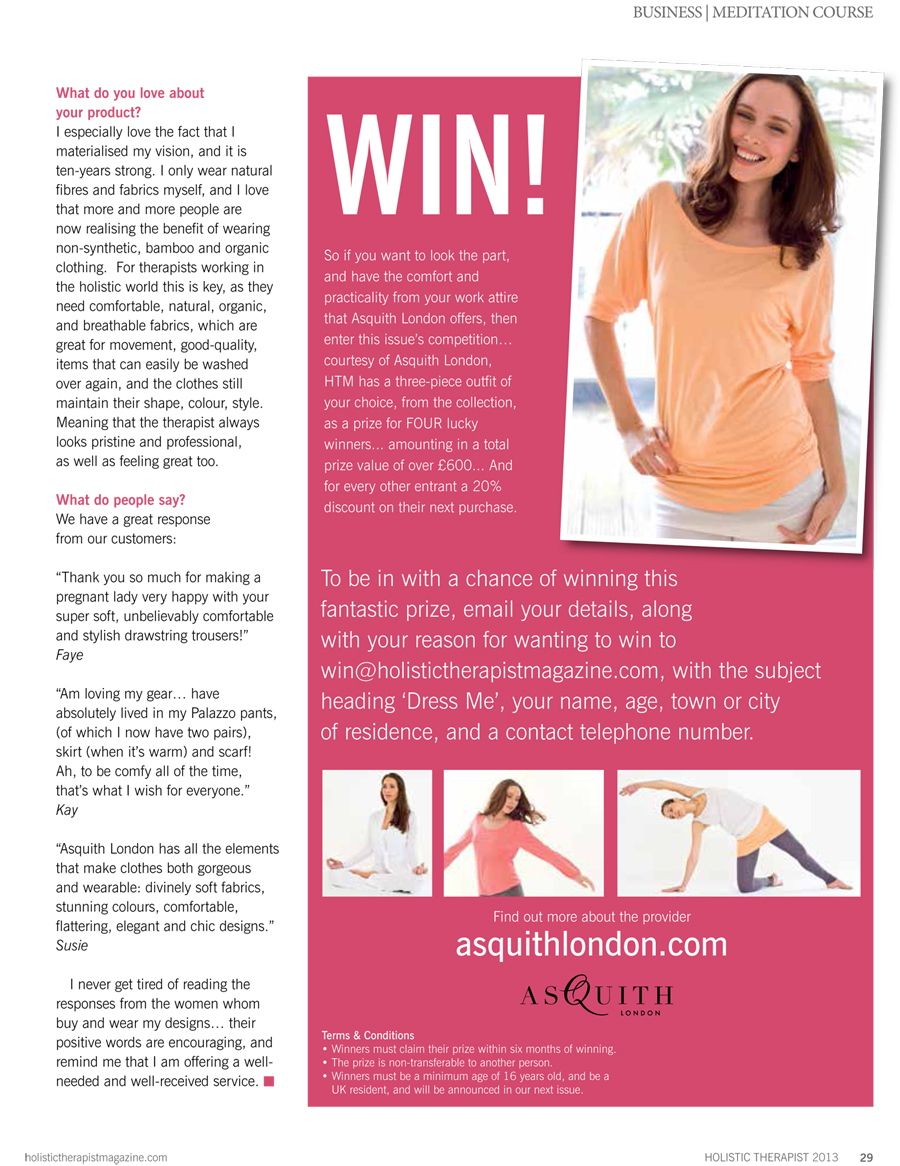 BUSINESS | MEDITATION COURSE
What do you love about
your product?
I especially love the fact that I
materialised my vision, and it is
ten-years strong. I only wear natural
fibres and fabrics myself, and I love
that more and more people are
now realising the benefit of wearing
non-synthetic, bamboo and organic
clothing.  For therapists working in
the holistic world this is key, as they
need comfortable, natural, organic,
and breathable fabrics, which are
great for movement, good-quality,
items that can easily be washed
over again, and the clothes still
maintain their shape, colour, style.
Meaning that the therapist always
looks pristine and professional,
as well as feeling great too.
What do people say?
We have a great response
from our customers:
“Thank you so much for making a
pregnant lady very happy with your
super soft, unbelievably comfortable
and stylish drawstring trousers!”
Faye
“Am loving my gear… have
absolutely lived in my Palazzo pants,
(of which I now have two pairs),
skirt (when it’s warm) and scarf!
Ah, to be comfy all of the time,
that’s what I wish for everyone.”
Kay
“Asquith London has all the elements
that make clothes both gorgeous
and wearable: divinely soft fabrics,
stunning colours, comfortable,
flattering, elegant and chic designs.”
Susie
I never get tired of reading the
responses from the women whom
buy and wear my designs… their
positive words are encouraging, and
remind me that I am offering a well-
needed and well-received service.
WIN!
So if you want to look the part,
and have the comfort and
practicality from your work attire
that Asquith London offers, then
enter this issue’s competition…
courtesy of Asquith London,
HTM has a three-piece outfit of
your choice, from the collection,
as a prize for FOUR lucky
winners... amounting in a total
prize value of over £600... And
for every other entrant a 20%
discount on their next purchase.
To be in with a chance of winning this
fantastic prize, email your details, along
with your reason for wanting to win to
win@holistictherapistmagazine.com, with the subject
heading ‘Dress Me’, your name, age, town or city
of residence, and a contact telephone number.
Find out more about the provider
asquithlondon.com
ASQUITH
LONDON
Terms & Conditions
• Winners must claim their prize within six months of winning.
• The prize is non-transferable to another person.
• Winners must be a minimum age of 16 years old, and be a
UK resident, and will be announced in our next issue.
holistictherapistmagazine.com
HOLISTIC THERAPIST 2013 29